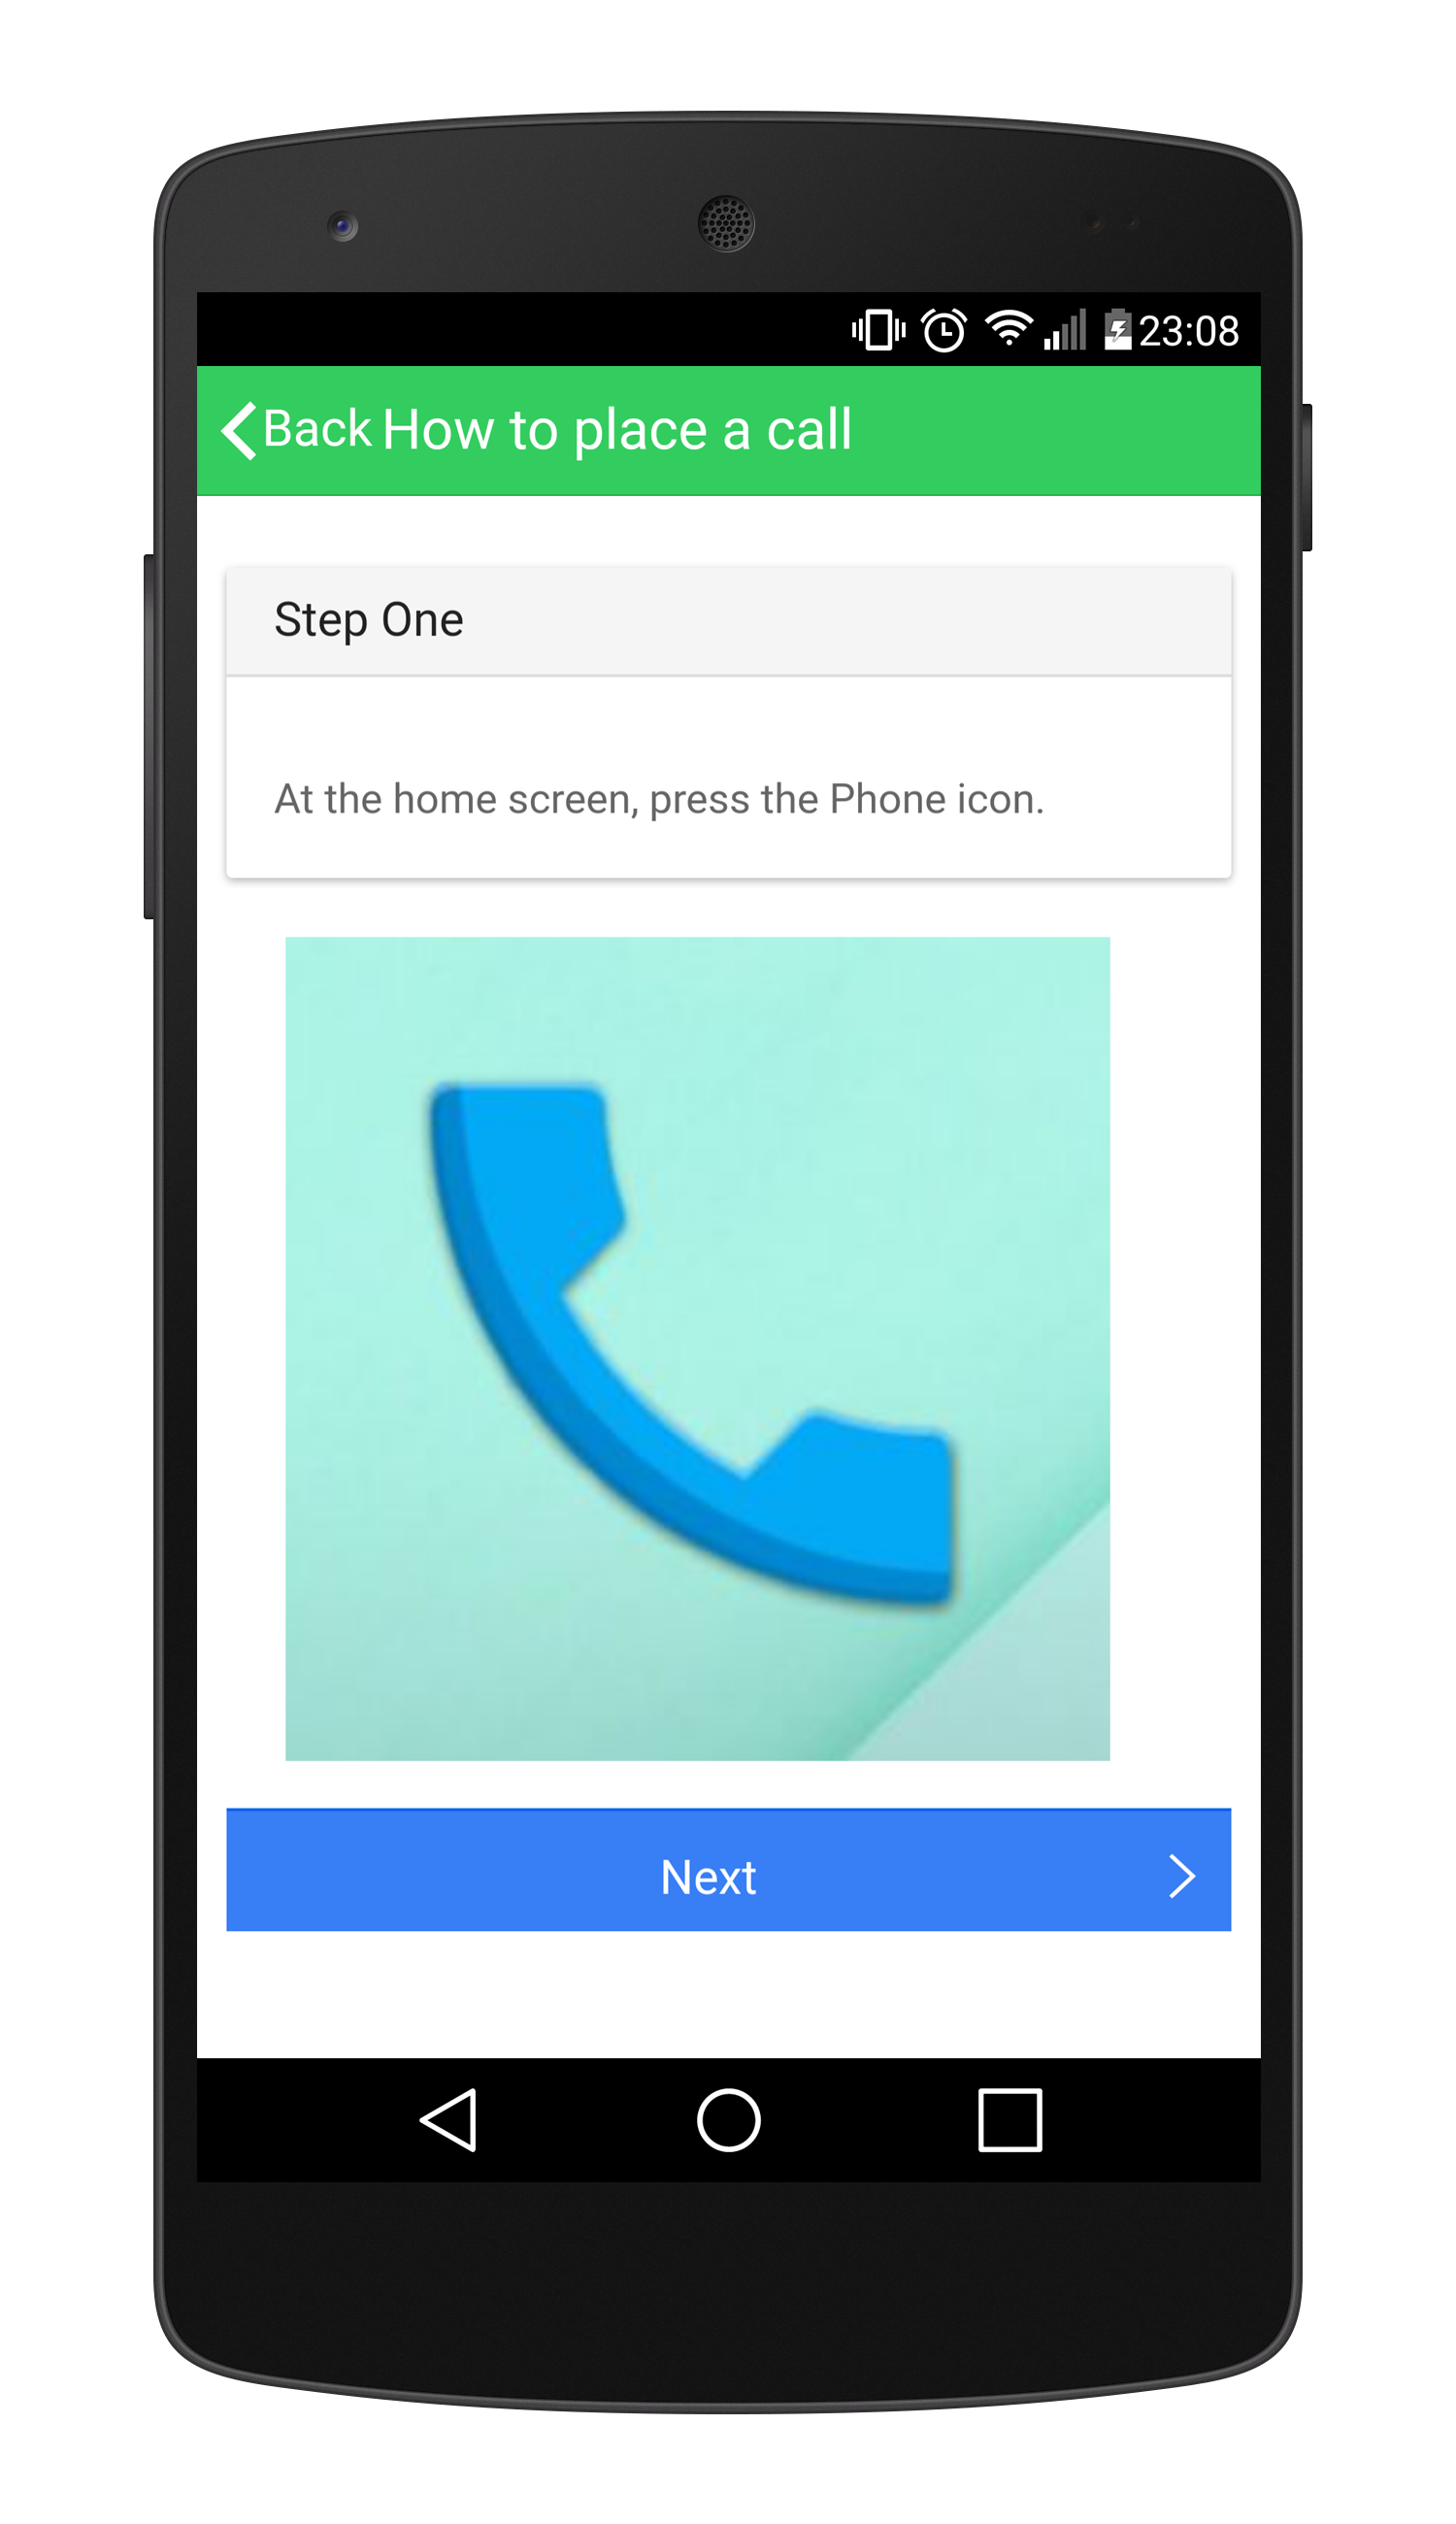 23:08
Back How to place a call
Step One
At the home screen, press the Phone icon.
Next